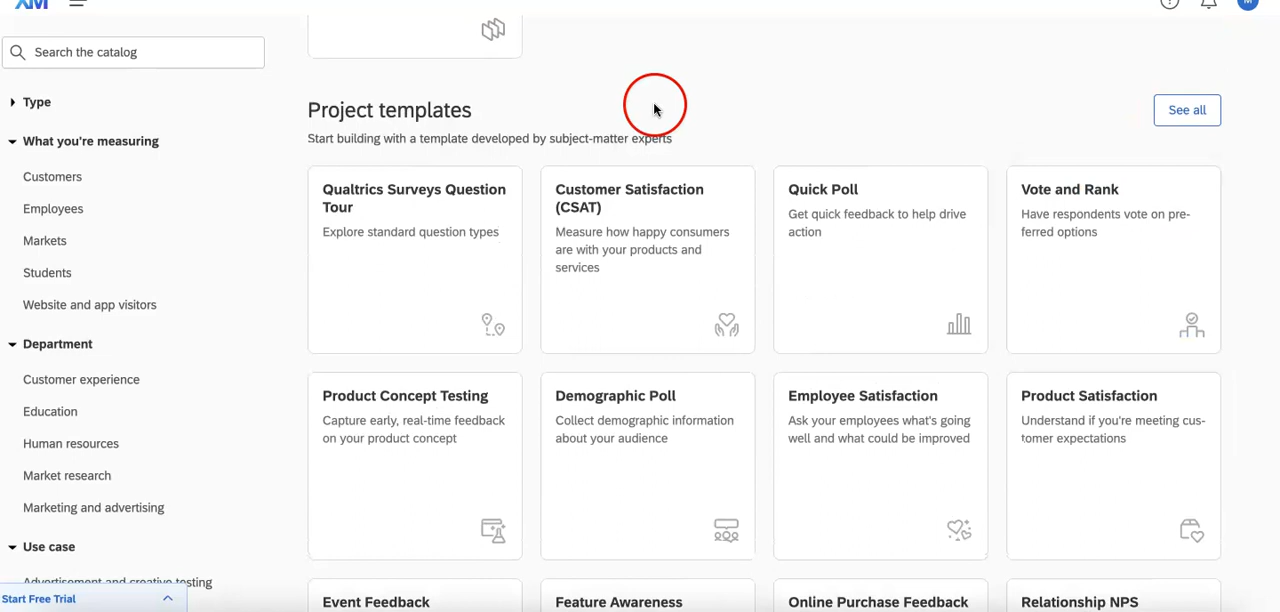 XM
M
Search the catalog
Type
What you're measuring
Customers
Employees
Markets
Students
Website and app visitors
Department
Customer experience
Education
Human resources
Market research
Marketing and advertising
Use case
Advertisement and creative testing
Start Free Trial
Project templates
See all
Start building with a template developed by subject-matter experts
Qualtrics Surveys Question
Tour
Explore standard question types
Customer Satisfaction
(CSAT)
Measure how happy consumers
are with your products and
services
Quick Poll
Get quick feedback to help drive
action
Vote and Rank
Have respondents vote on pre-
ferred options
Product Concept Testing
Capture early, real-time feedback
on your product concept
Demographic Poll
Collect demographic information
about your audience
Employee Satisfaction
Ask your employees what's going
well and what could be improved
Product Satisfaction
Understand if you're meeting cus-
tomer expectations
Event Feedback
Feature Awareness
Online Purchase Feedback
Relationship NPS